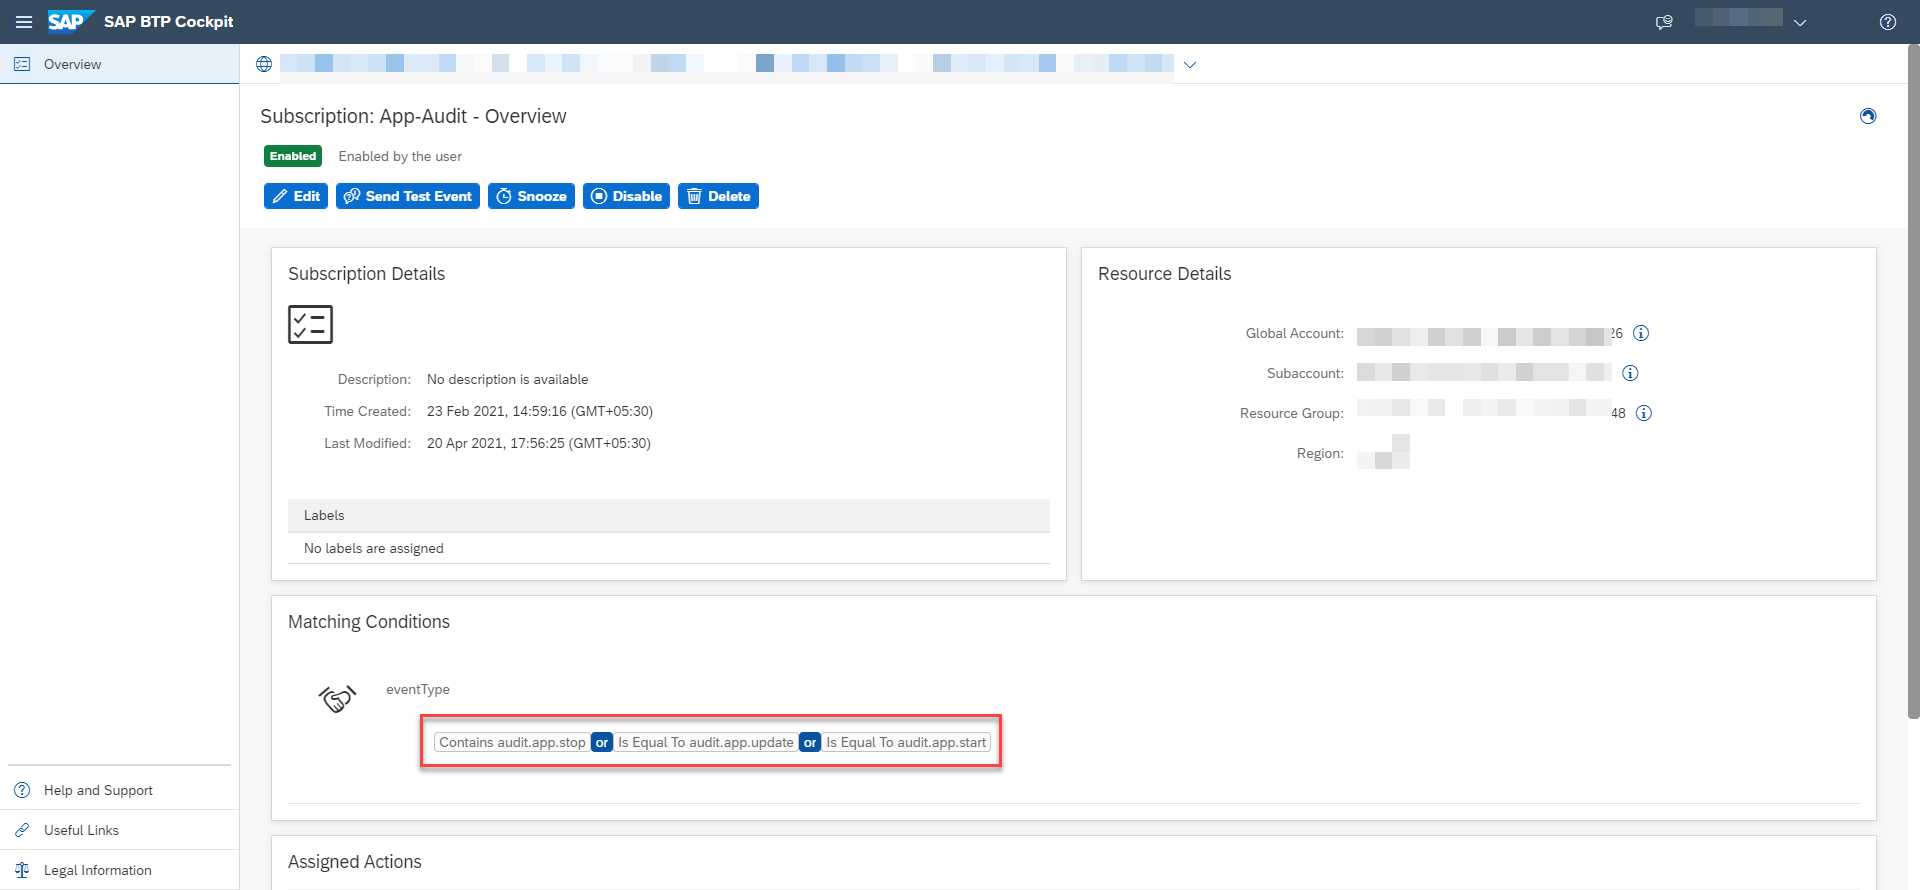 SAP SAP BTP Cockpit
Overview
Subscription: App-Audit - Overview
Enabled Enabled by the user
Edit Send Test Event Snooze Disable Delete
Subscription Details
Description: No description is available
Time Created: 23 Feb 2021, 14:59:16 (GMT+05:30)
Last Modified: 20 Apr 2021, 17:56:25 (GMT+05:30)
Labels
No labels are assigned
Resource Details
Global Account: 26
Subaccount:
Resource Group: 48
Region:
Matching Conditions
eventType
Contains audit.app.stop or Is Equal To audit.app.update or Is Equal To audit.app.start
Assigned Actions
Help and Support
Useful Links
Legal Information